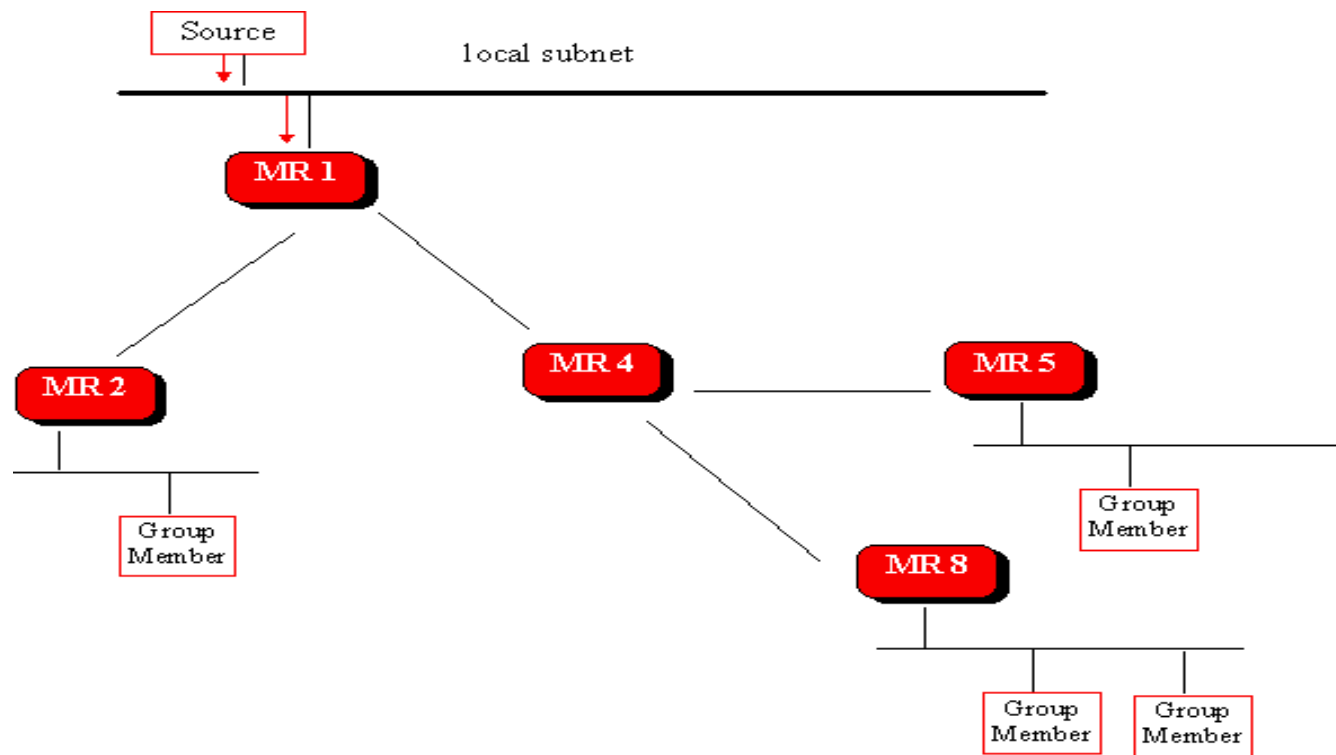 Source
local subnet
MR 1
MR 4
MR 5
MR 2
Group
Member
Group
Member
MR 8
Group
Member
Group
Member